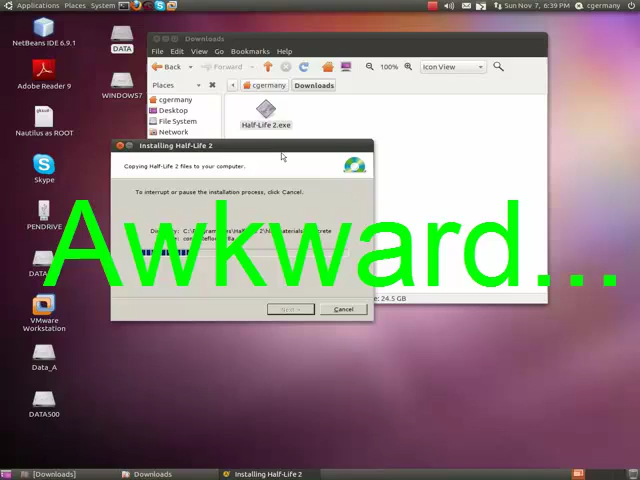 Applications Places System
Sun Nov 7, 6:39 PM cgermany
NetBeans IDE 6.9.1
DATA
Adobe Reader 9
WINDOWS7
Nautilus as ROOT
Skype
PENDRIVE
DATA
VMware
Workstation
Data_A
DATA500
Downloads
File Edit View Go Bookmarks Help
Back Forward 100% Icon View
Places cgermany Downloads
cgermany
Desktop
File System
Network
Half-Life 2.exe
Installing Half-Life 2
Copying Half-Life 2 files to your computer.
To interrupt or pause the installation process, click Cancel.
Directory:
Awkward...
24.5 GB
Next > Cancel
[Downloads] Downloads Installing Half-Life 2